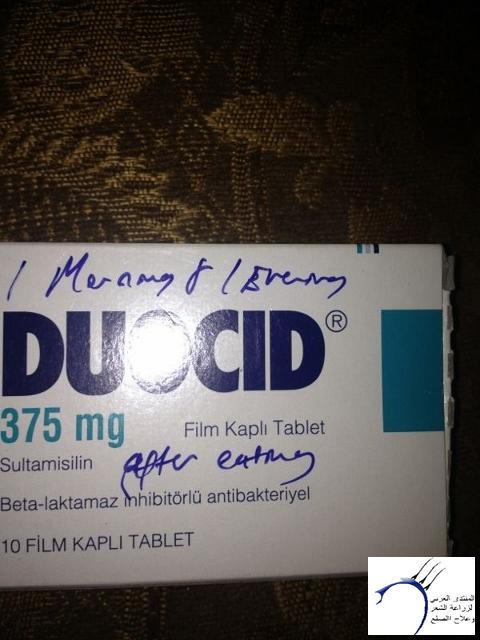 1 Morning & 1 Evening
DUOCID®
375 mg Film Kaplı Tablet
Sultamisilin after eating
Beta-laktamaz inhibitörlü antibakteriyel
10 FİLM KAPLI TABLET
المنتدى العربي
لزراعة الشعر
وعلاج الصلع